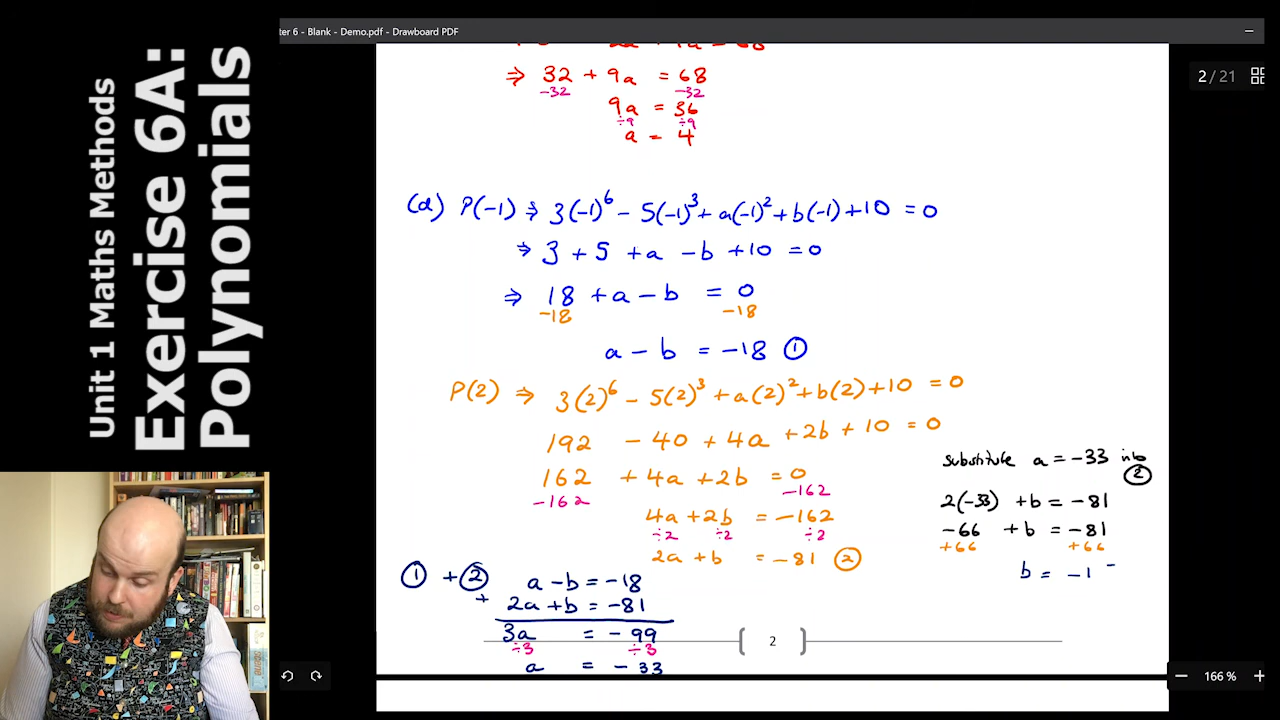 Unit 1 Maths Methods
Exercise 6A:
Polynomials
ter 6 - Blank - Demo.pdf - Drawboard PDF
2 / 21
⇒ 32 + 9a = 68
-32 -32
9a = 36
÷9 ÷9
a = 4
(d) P(-1) ⇒ 3(-1)^6 - 5(-1)^3 + a(-1)^2 + b(-1) + 10 = 0
⇒ 3 + 5 + a - b + 10 = 0
⇒ 18 + a - b = 0
-18 -18
a - b = -18 ①
P(2) ⇒ 3(2)^6 - 5(2)^3 + a(2)^2 + b(2) + 10 = 0
192 - 40 + 4a + 2b + 10 = 0
162 + 4a + 2b = 0
-162 -162
4a + 2b = -162
÷2 ÷2 ÷2
2a + b = -81 ②
① + ② a - b = -18
+ 2a + b = -81
3a = -99
÷3 ÷3
a = -33
substitute a = -33 into
②
2(-33) + b = -81
-66 + b = -81
+66 +66
b = -1
2
166 %